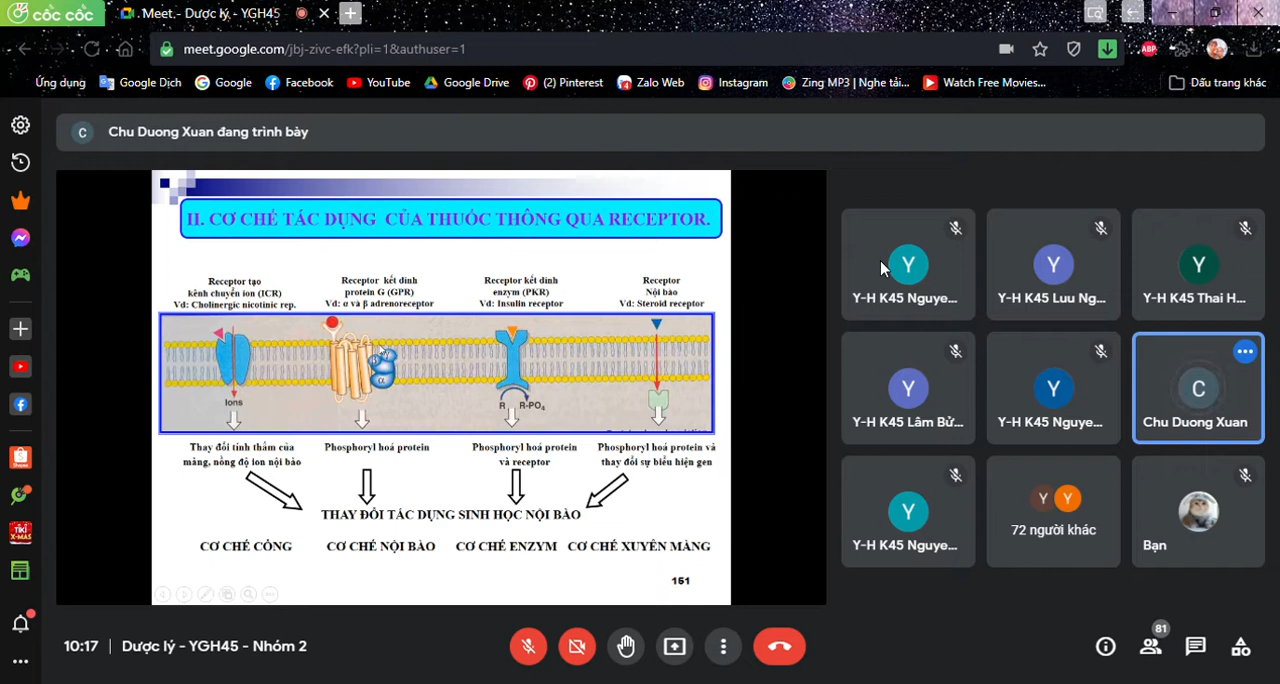 cốc cốc
Meet - Dược lý - YGH45
meet.google.com/jbj-zivc-efk?pli=1&authuser=1
ABP
Ứng dụng
Google Dịch
Google
Facebook
YouTube
Google Drive
(2) Pinterest
Zalo Web
Instagram
Zing MP3 | Nghe tải...
Watch Free Movies...
Dấu trang khác
C
Chu Duong Xuan đang trình bày
II. CƠ CHẾ TÁC DỤNG CỦA THUỐC THÔNG QUA RECEPTOR.
Receptor tạo
kênh chuyển ion (ICR)
Vd: Cholinergic nicotinic rep.
Receptor kết dính
protein G (GPR)
Vd: α và β adrenoreceptor
Receptor kết dính
enzym (PKR)
Vd: Insulin receptor
Receptor
Nội bào
Vd: Steroid receptor
β γ
α
Ions
R R-PO4
Thay đổi tính thấm của
màng, nồng độ ion nội bào
Phosphoryl hoá protein
Phosphoryl hoá protein
và receptor
Phosphoryl hoá protein và
thay đổi sự biểu hiện gen
THAY ĐỔI TÁC DỤNG SINH HỌC NỘI BÀO
CƠ CHẾ CỔNG
CƠ CHẾ NỘI BÀO
CƠ CHẾ ENZYM
CƠ CHẾ XUYÊN MÀNG
151
Y
Y-H K45 Nguye...
Y
Y-H K45 Luu Ng...
Y
Y-H K45 Thai H...
Y
Y-H K45 Lâm Bử...
Y
Y-H K45 Nguye...
C
Chu Duong Xuan
Y
Y-H K45 Nguye...
Y Y
72 người khác
Bạn
TIKI
X-MAS
10:17 | Dược lý - YGH45 - Nhóm 2
81